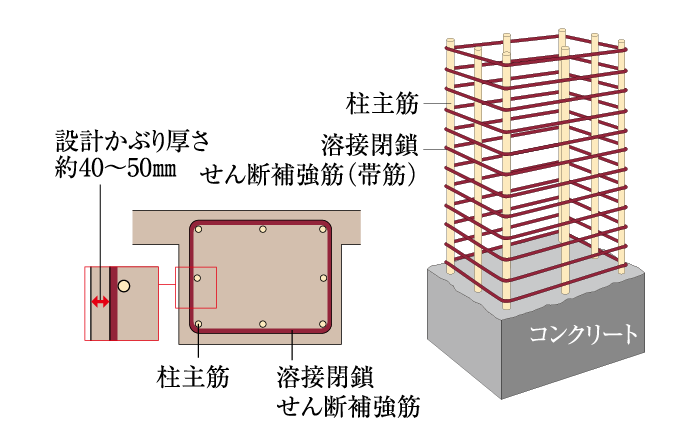 柱主筋
溶接閉鎖
せん断補強筋（帯筋）
設計かぶり厚さ
約40〜50㎜
コンクリート
柱主筋
溶接閉鎖
せん断補強筋